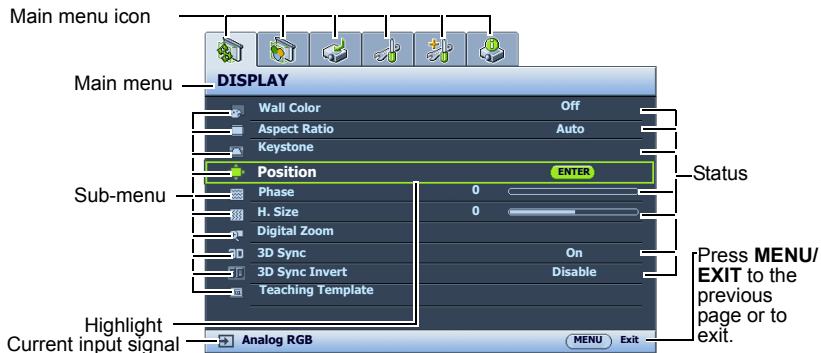 Main menu icon
Main menu
DISPLAY
Wall Color Off
Aspect Ratio Auto
Keystone
Position ENTER
Status
Sub-menu
Phase 0
H. Size 0
Digital Zoom
3D Sync On
3D Sync Invert Disable
Teaching Template
Press MENU/
EXIT to the
previous
page or to
exit.
Highlight
Current input signal
Analog RGB MENU Exit